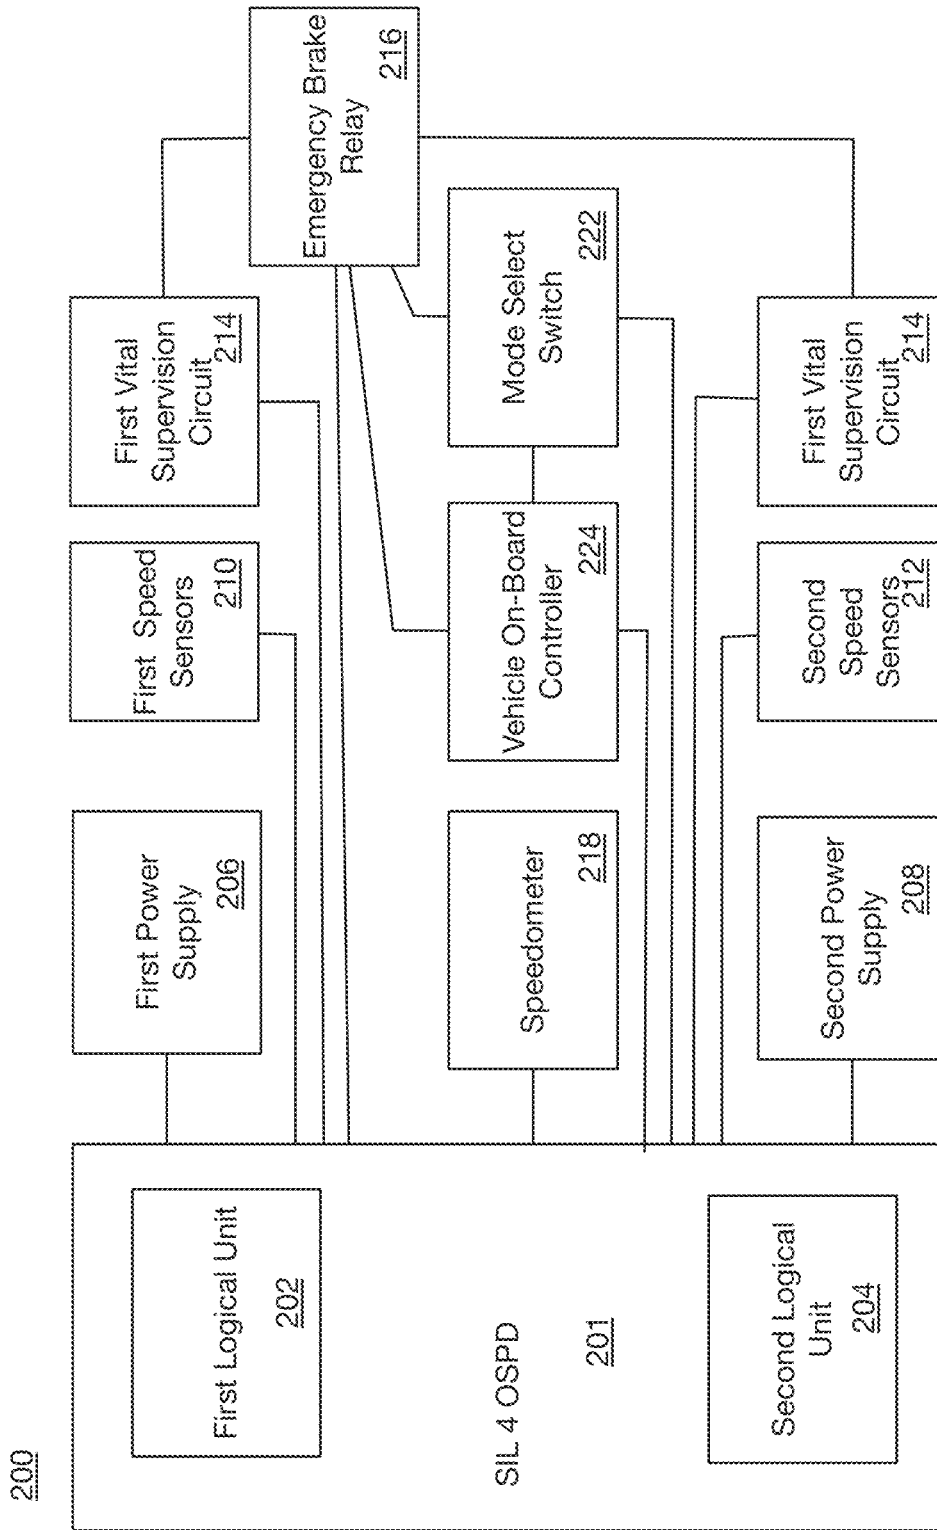 200
First Logical Unit
202
SIL 4 OSPD
201
Second Logical
Unit
204
First Power
Supply
206
Speedometer
218
Second Power
Supply
208
First Speed
Sensors
210
Vehicle On-Board
Controller
224
Second
Speed
Sensors
212
First Vital
Supervision
Circuit
214
Mode Select
Switch
222
First Vital
Supervision
Circuit
214
Emergency Brake
Relay
216